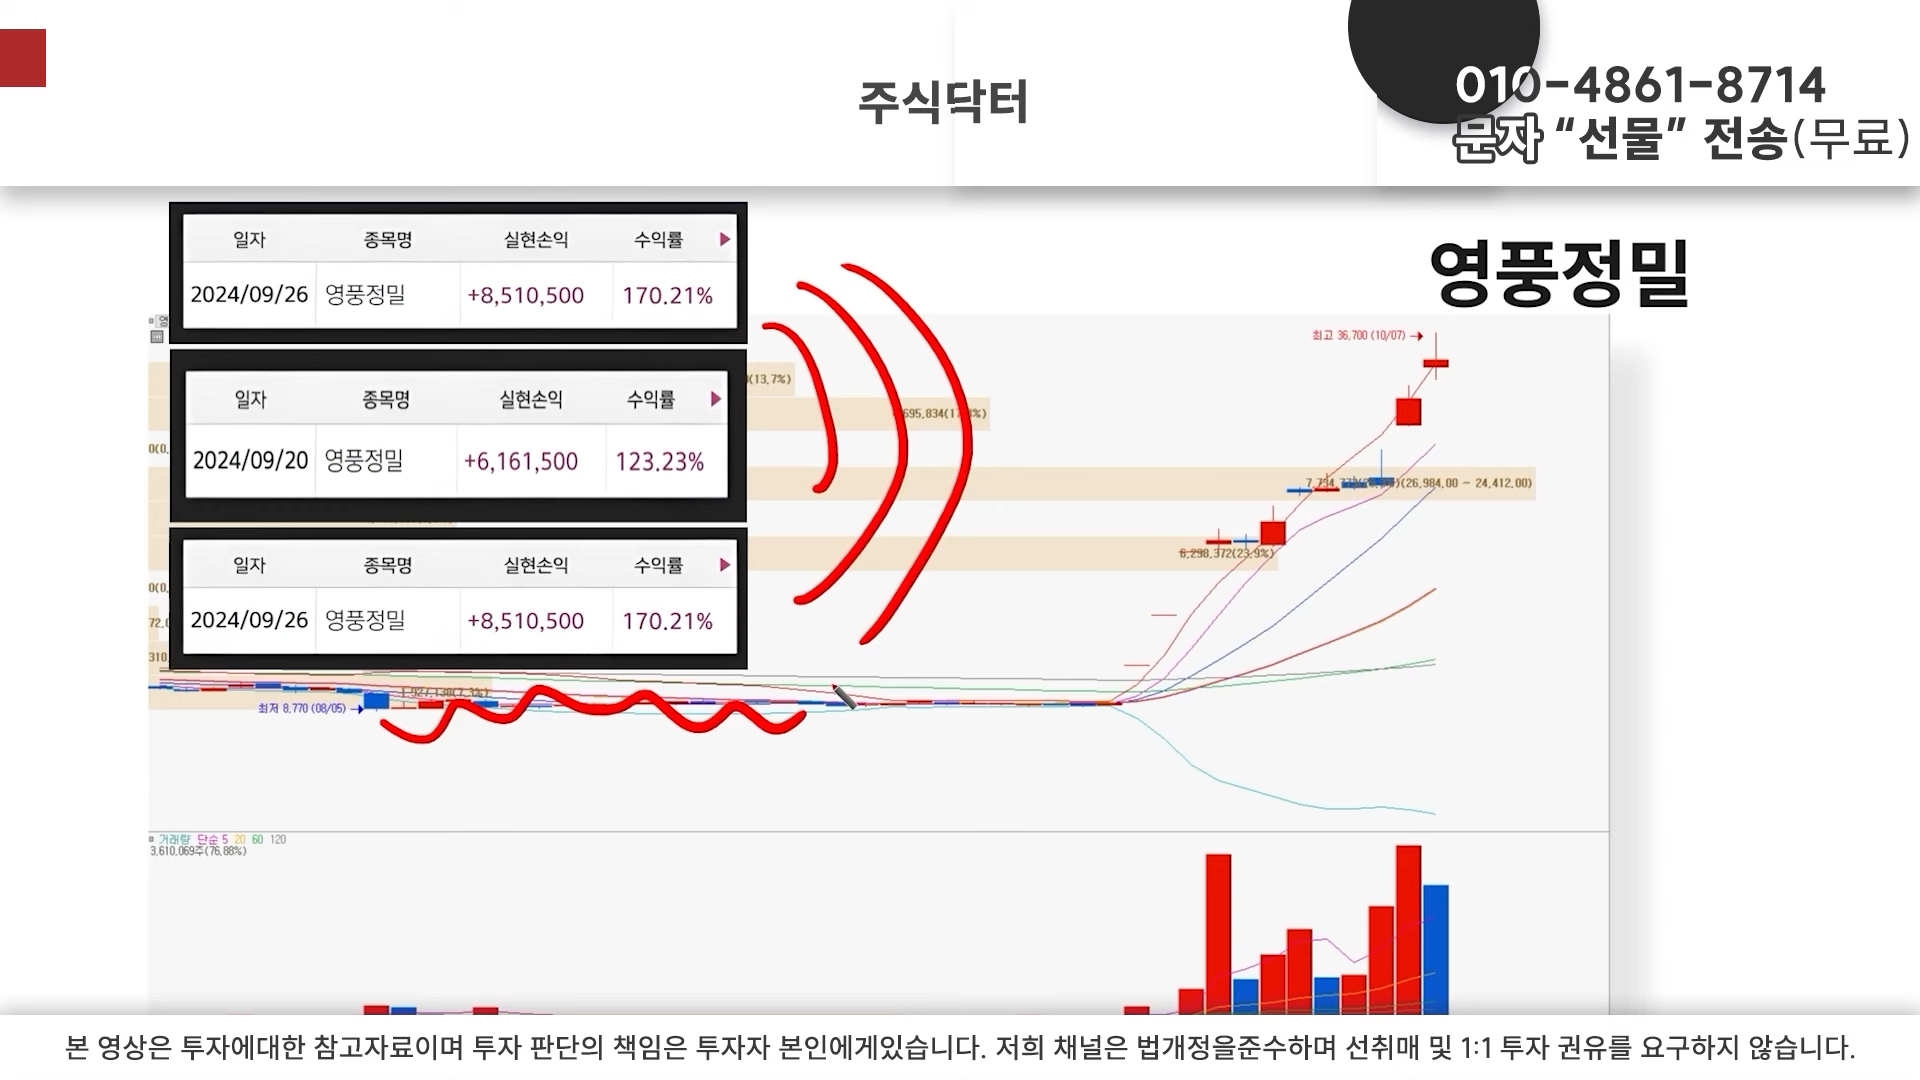 주식닥터
010-4861-8714
문자 “선물” 전송(무료)
영풍정밀
일자 종목명 실현손익 수익률
2024/09/26 영풍정밀 +8,510,500 170.21%
일자 종목명 실현손익 수익률
2024/09/20 영풍정밀 +6,161,500 123.23%
일자 종목명 실현손익 수익률
2024/09/26 영풍정밀 +8,510,500 170.21%
최고 36,700 (10/07)
(13.7%)
695,834
(26,984.00 ~ 24,412.00)
6,298,372(23.9%)
최저 8,770 (08/05)
거래량 단순 5 20 60 120
3,610,069주(76.88%)
본 영상은 투자에대한 참고자료이며 투자 판단의 책임은 투자자 본인에게있습니다. 저희 채널은 법개정을준수하며 선취매 및 1:1 투자 권유를 요구하지 않습니다.